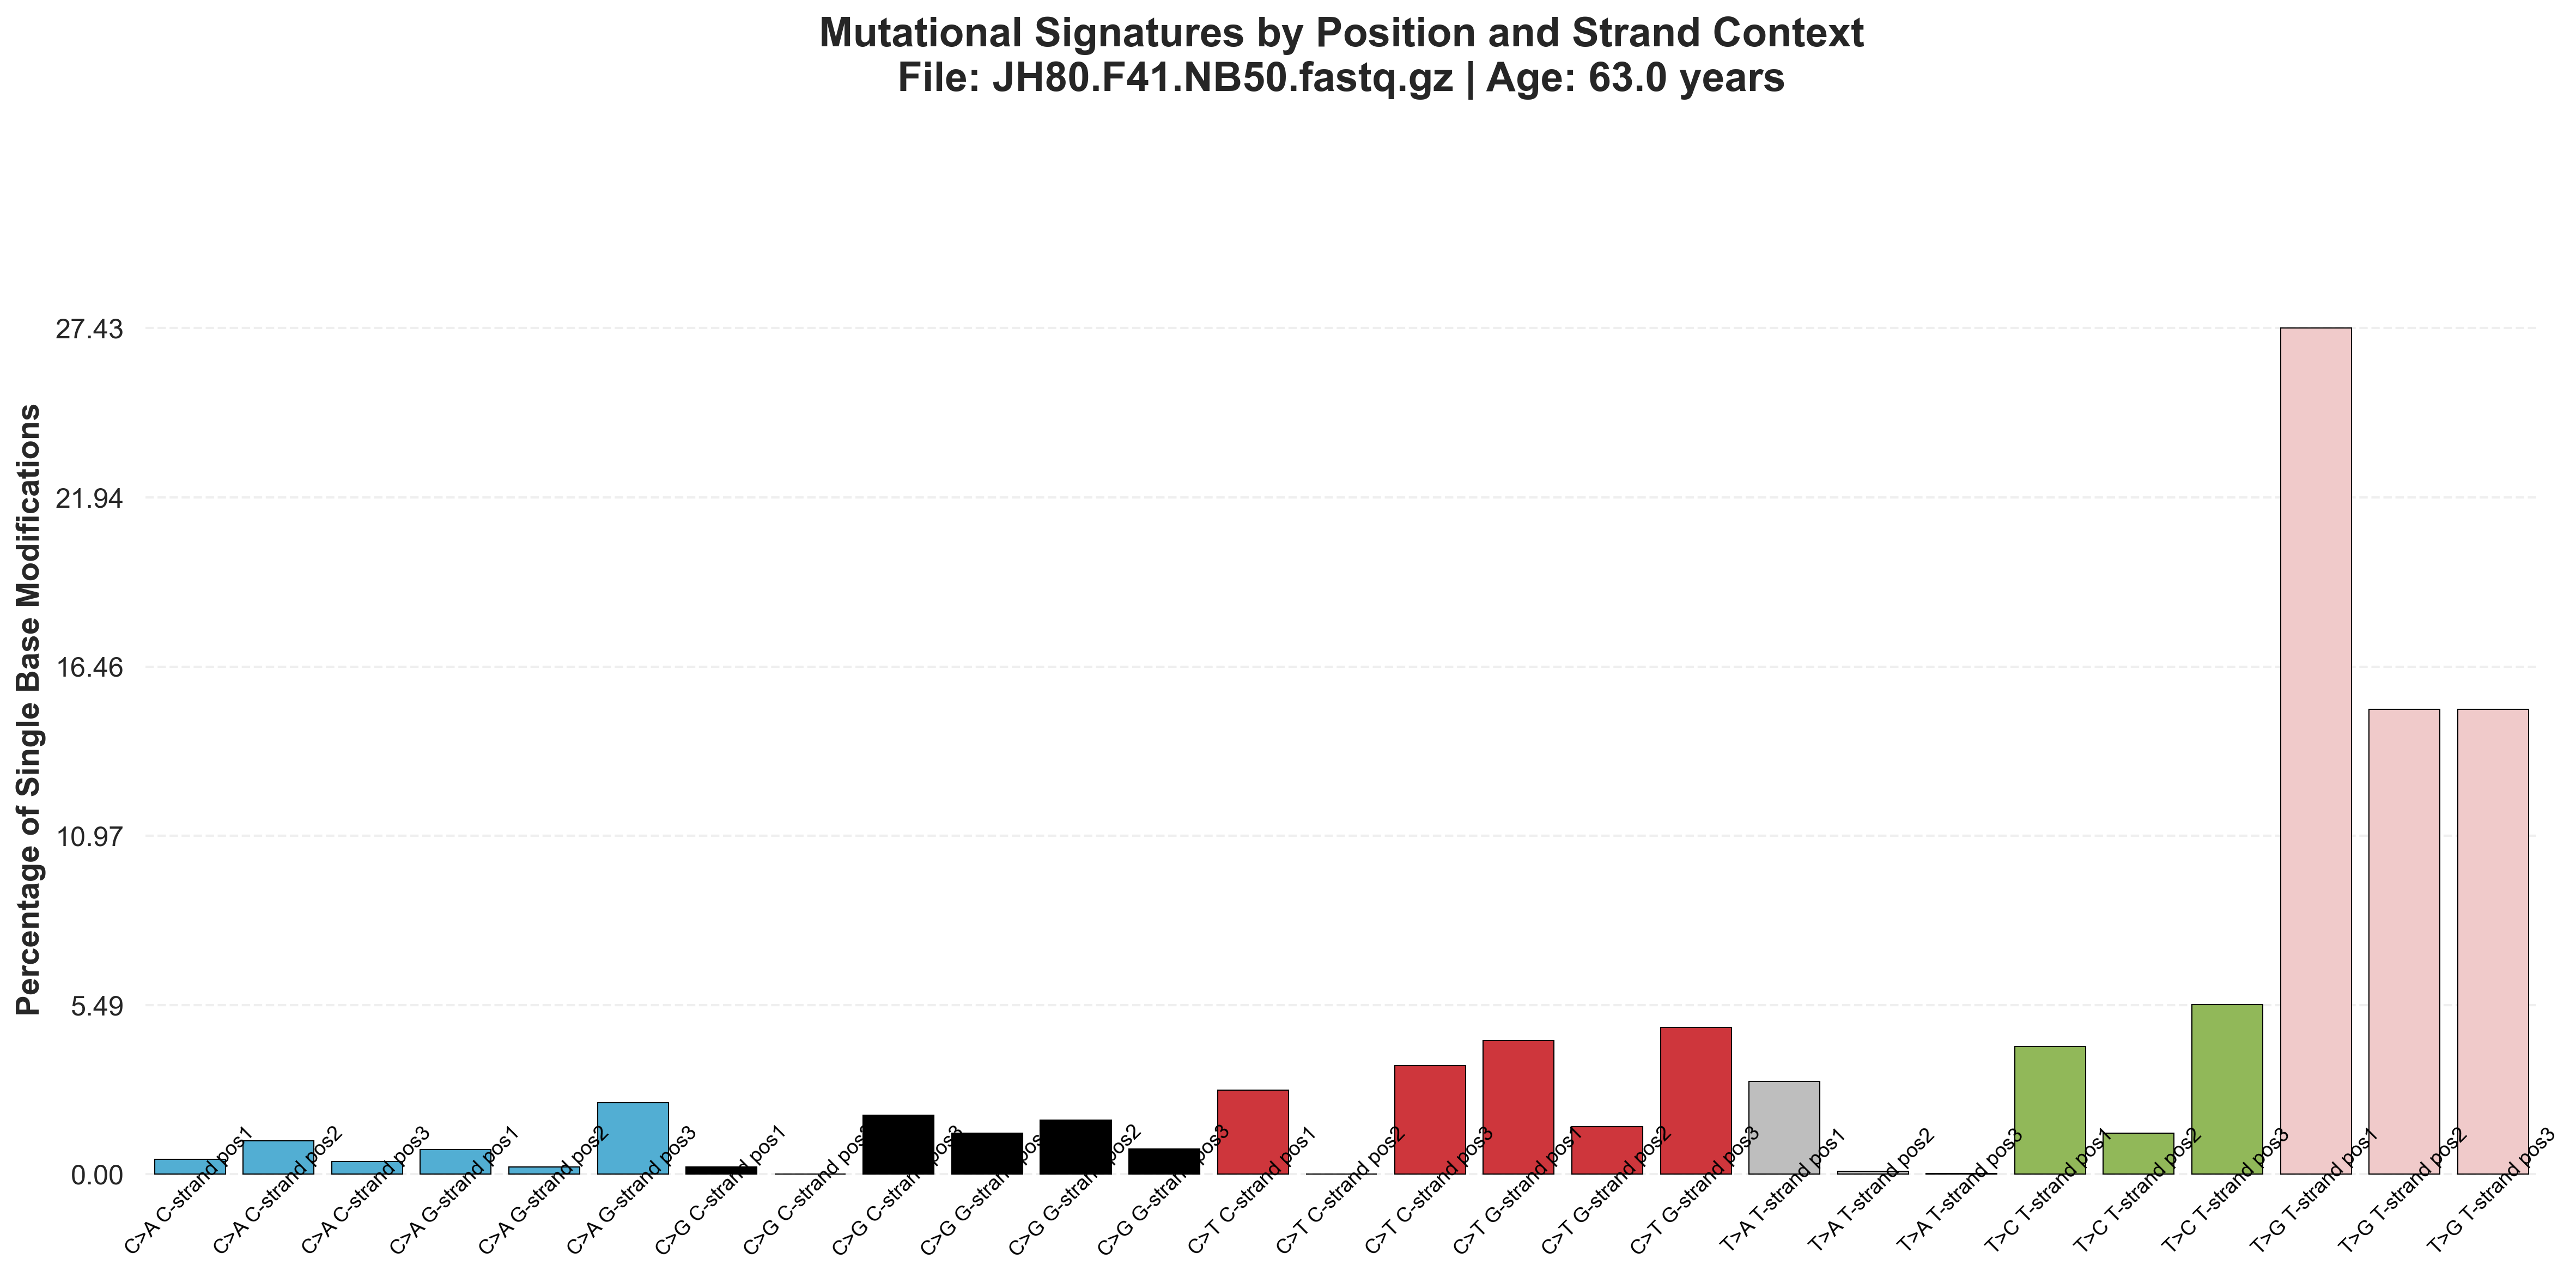 Mutational Signatures by Position and Strand Context
File: JH80.F41.NB50.fastq.gz | Age: 63.0 years
Percentage of Single Base Modifications
27.43
21.94
16.46
10.97
5.49
0.00
C>A C-strand pos1
C>A C-strand pos2
C>A C-strand pos3
C>A G-strand pos1
C>A G-strand pos2
C>A G-strand pos3
C>G C-strand pos1
C>G C-strand pos2
C>G C-strand pos3
C>G G-strand pos1
C>G G-strand pos2
C>G G-strand pos3
C>T C-strand pos1
C>T C-strand pos2
C>T C-strand pos3
C>T G-strand pos1
C>T G-strand pos2
C>T G-strand pos3
T>A T-strand pos1
T>A T-strand pos2
T>A T-strand pos3
T>C T-strand pos1
T>C T-strand pos2
T>C T-strand pos3
T>G T-strand pos1
T>G T-strand pos2
T>G T-strand pos3